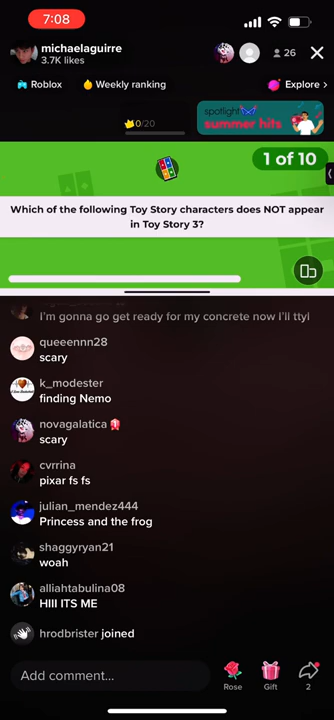 7:08
michaelaguirre
3.7K likes
26
Roblox
Weekly ranking
Explore >
0/20
spotlight
summer hits
1 of 10
Which of the following Toy Story characters does NOT appear
in Toy Story 3?
I'm gonna go get ready for my concrete now I'll ttyl
queeennn28
scary
k_modester
finding Nemo
novagalatica
scary
cvrrina
pixar fs fs
julian_mendez444
Princess and the frog
shaggyryan21
woah
alliahtabulina08
HIII ITS ME
hrodbrister joined
Add comment...
Rose
Gift
2